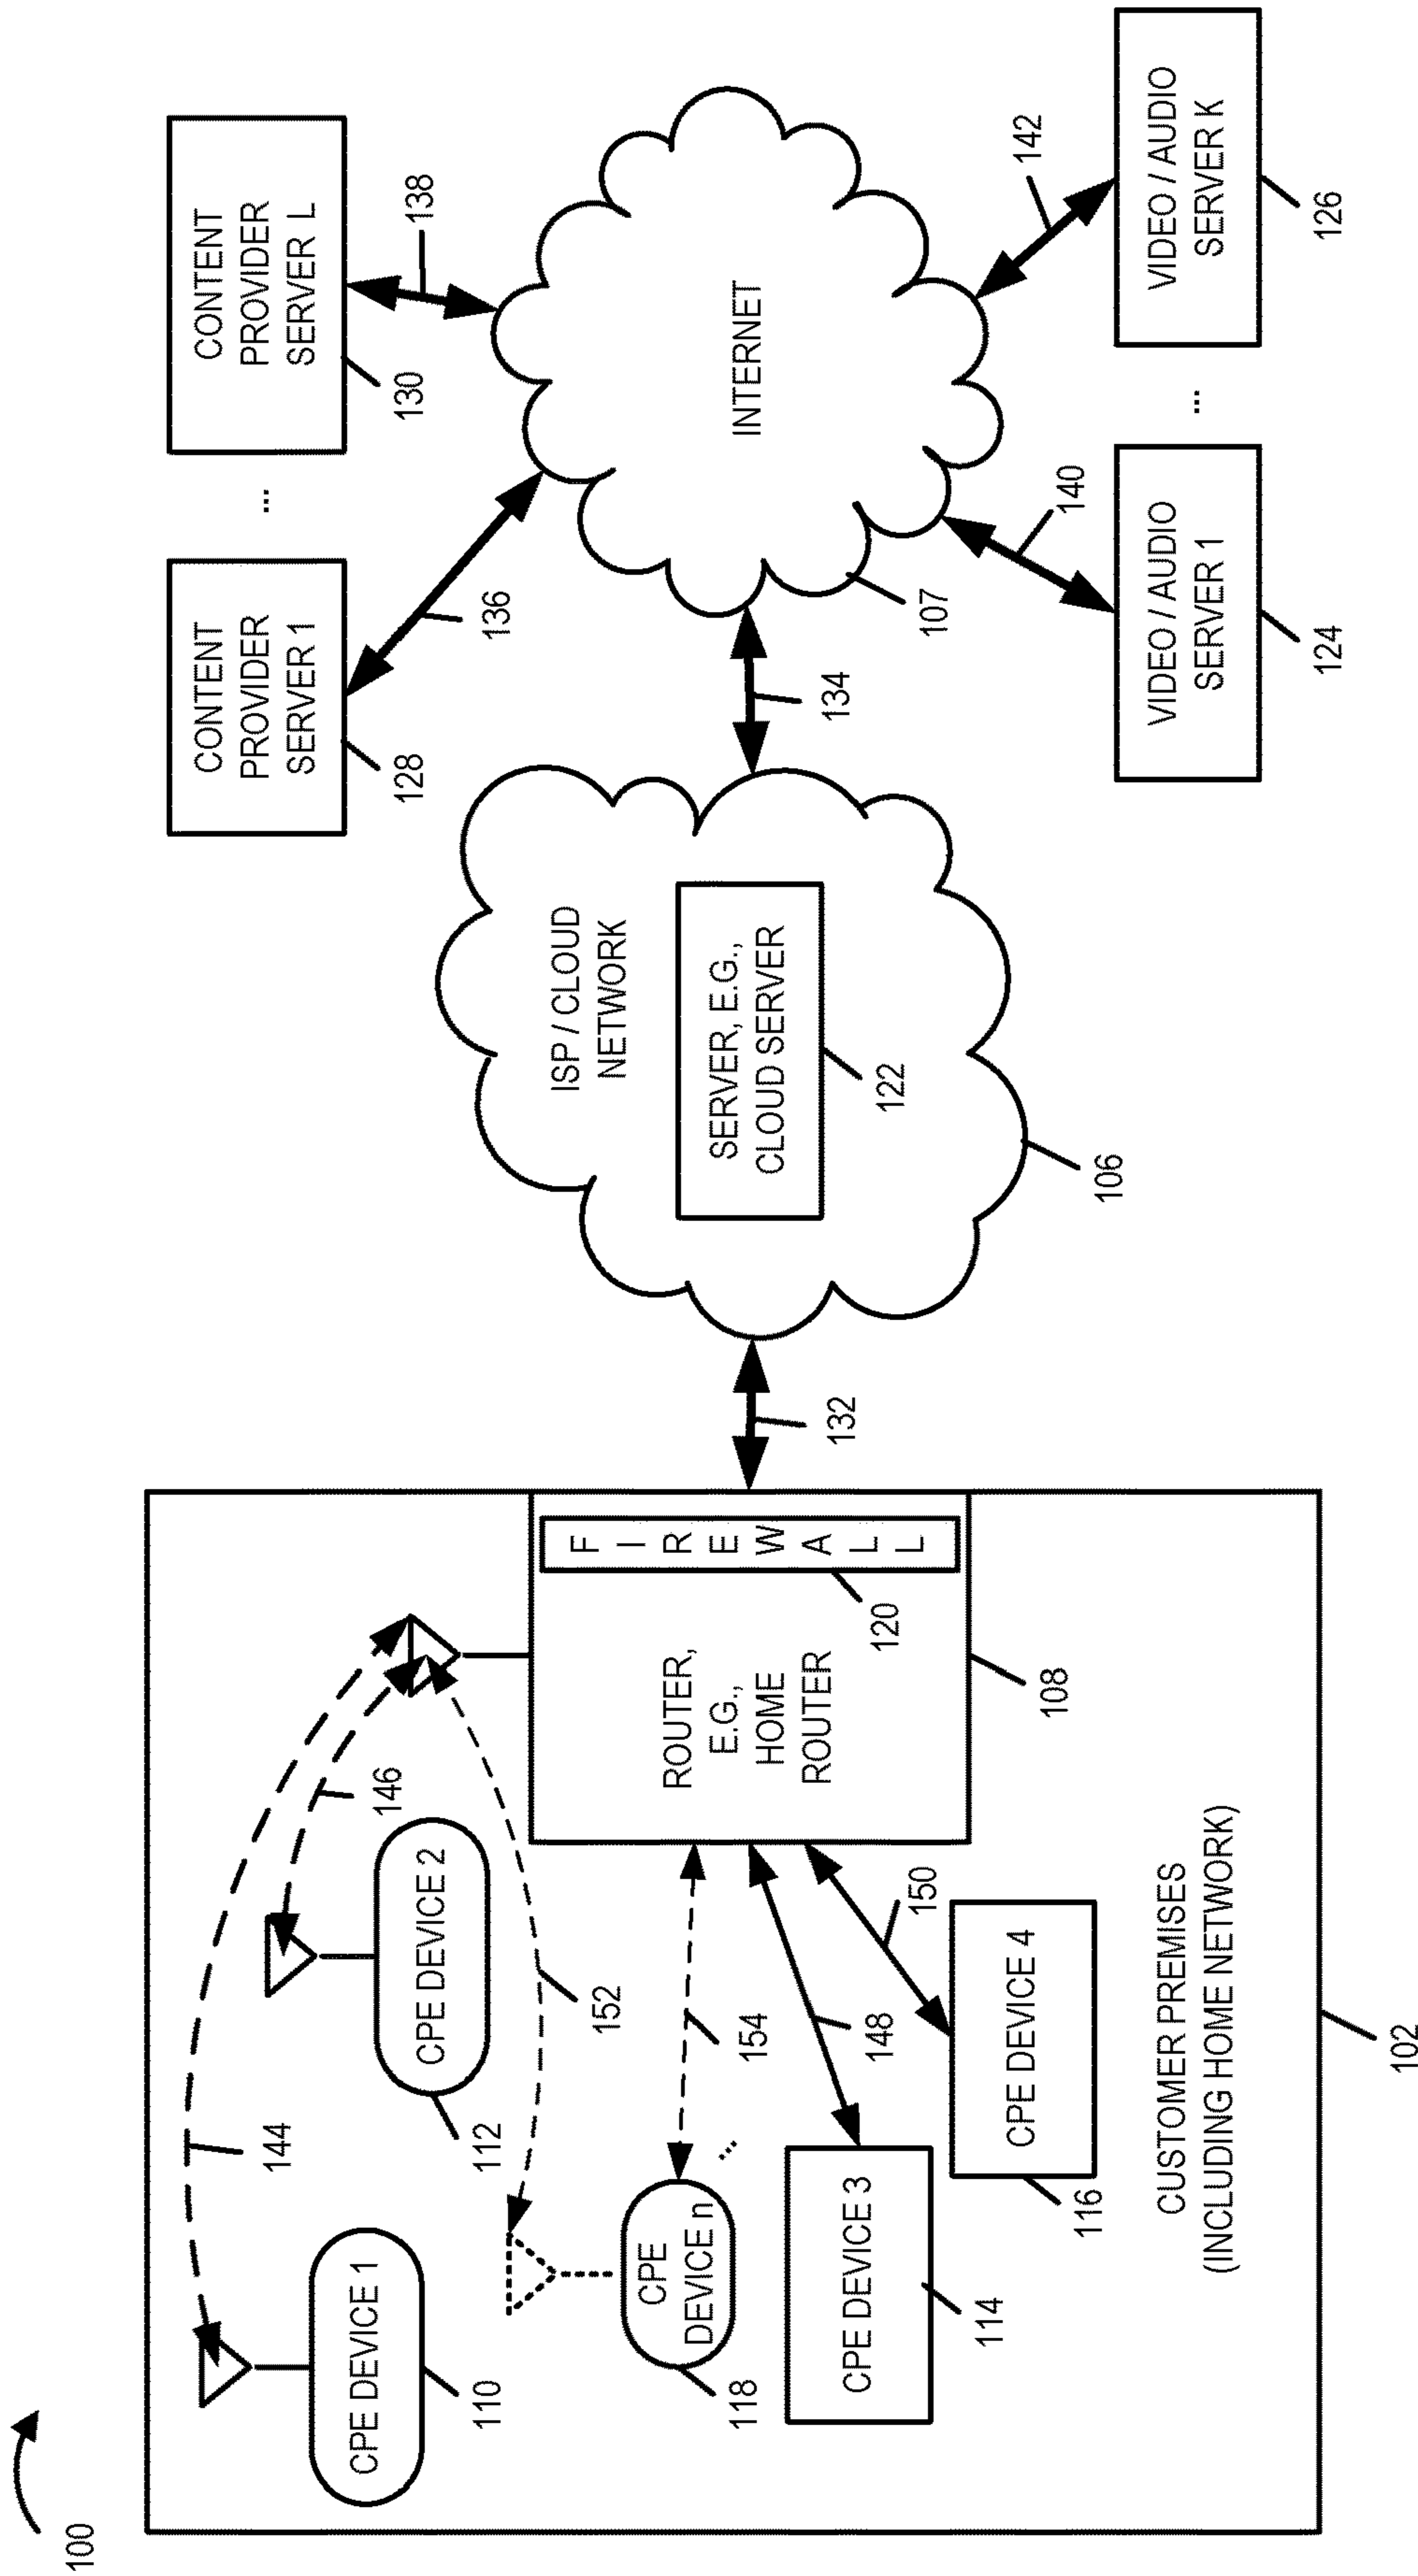 100
CONTENT
PROVIDER
SERVER 1
128
...
CONTENT
PROVIDER
SERVER L
130
136
138
144
CPE DEVICE 1
110
146
CPE DEVICE 2
112
152
CPE
DEVICE n
118
...
154
ROUTER,
E.G.,
HOME
ROUTER
FIREWALL
120
108
132
ISP / CLOUD
NETWORK
SERVER, E.G.,
CLOUD SERVER
122
106
134
INTERNET
107
CPE DEVICE 3
114
148
CPE DEVICE 4
116
150
CUSTOMER PREMISES
(INCLUDING HOME NETWORK)
102
140
142
VIDEO / AUDIO
SERVER 1
124
...
VIDEO / AUDIO
SERVER K
126